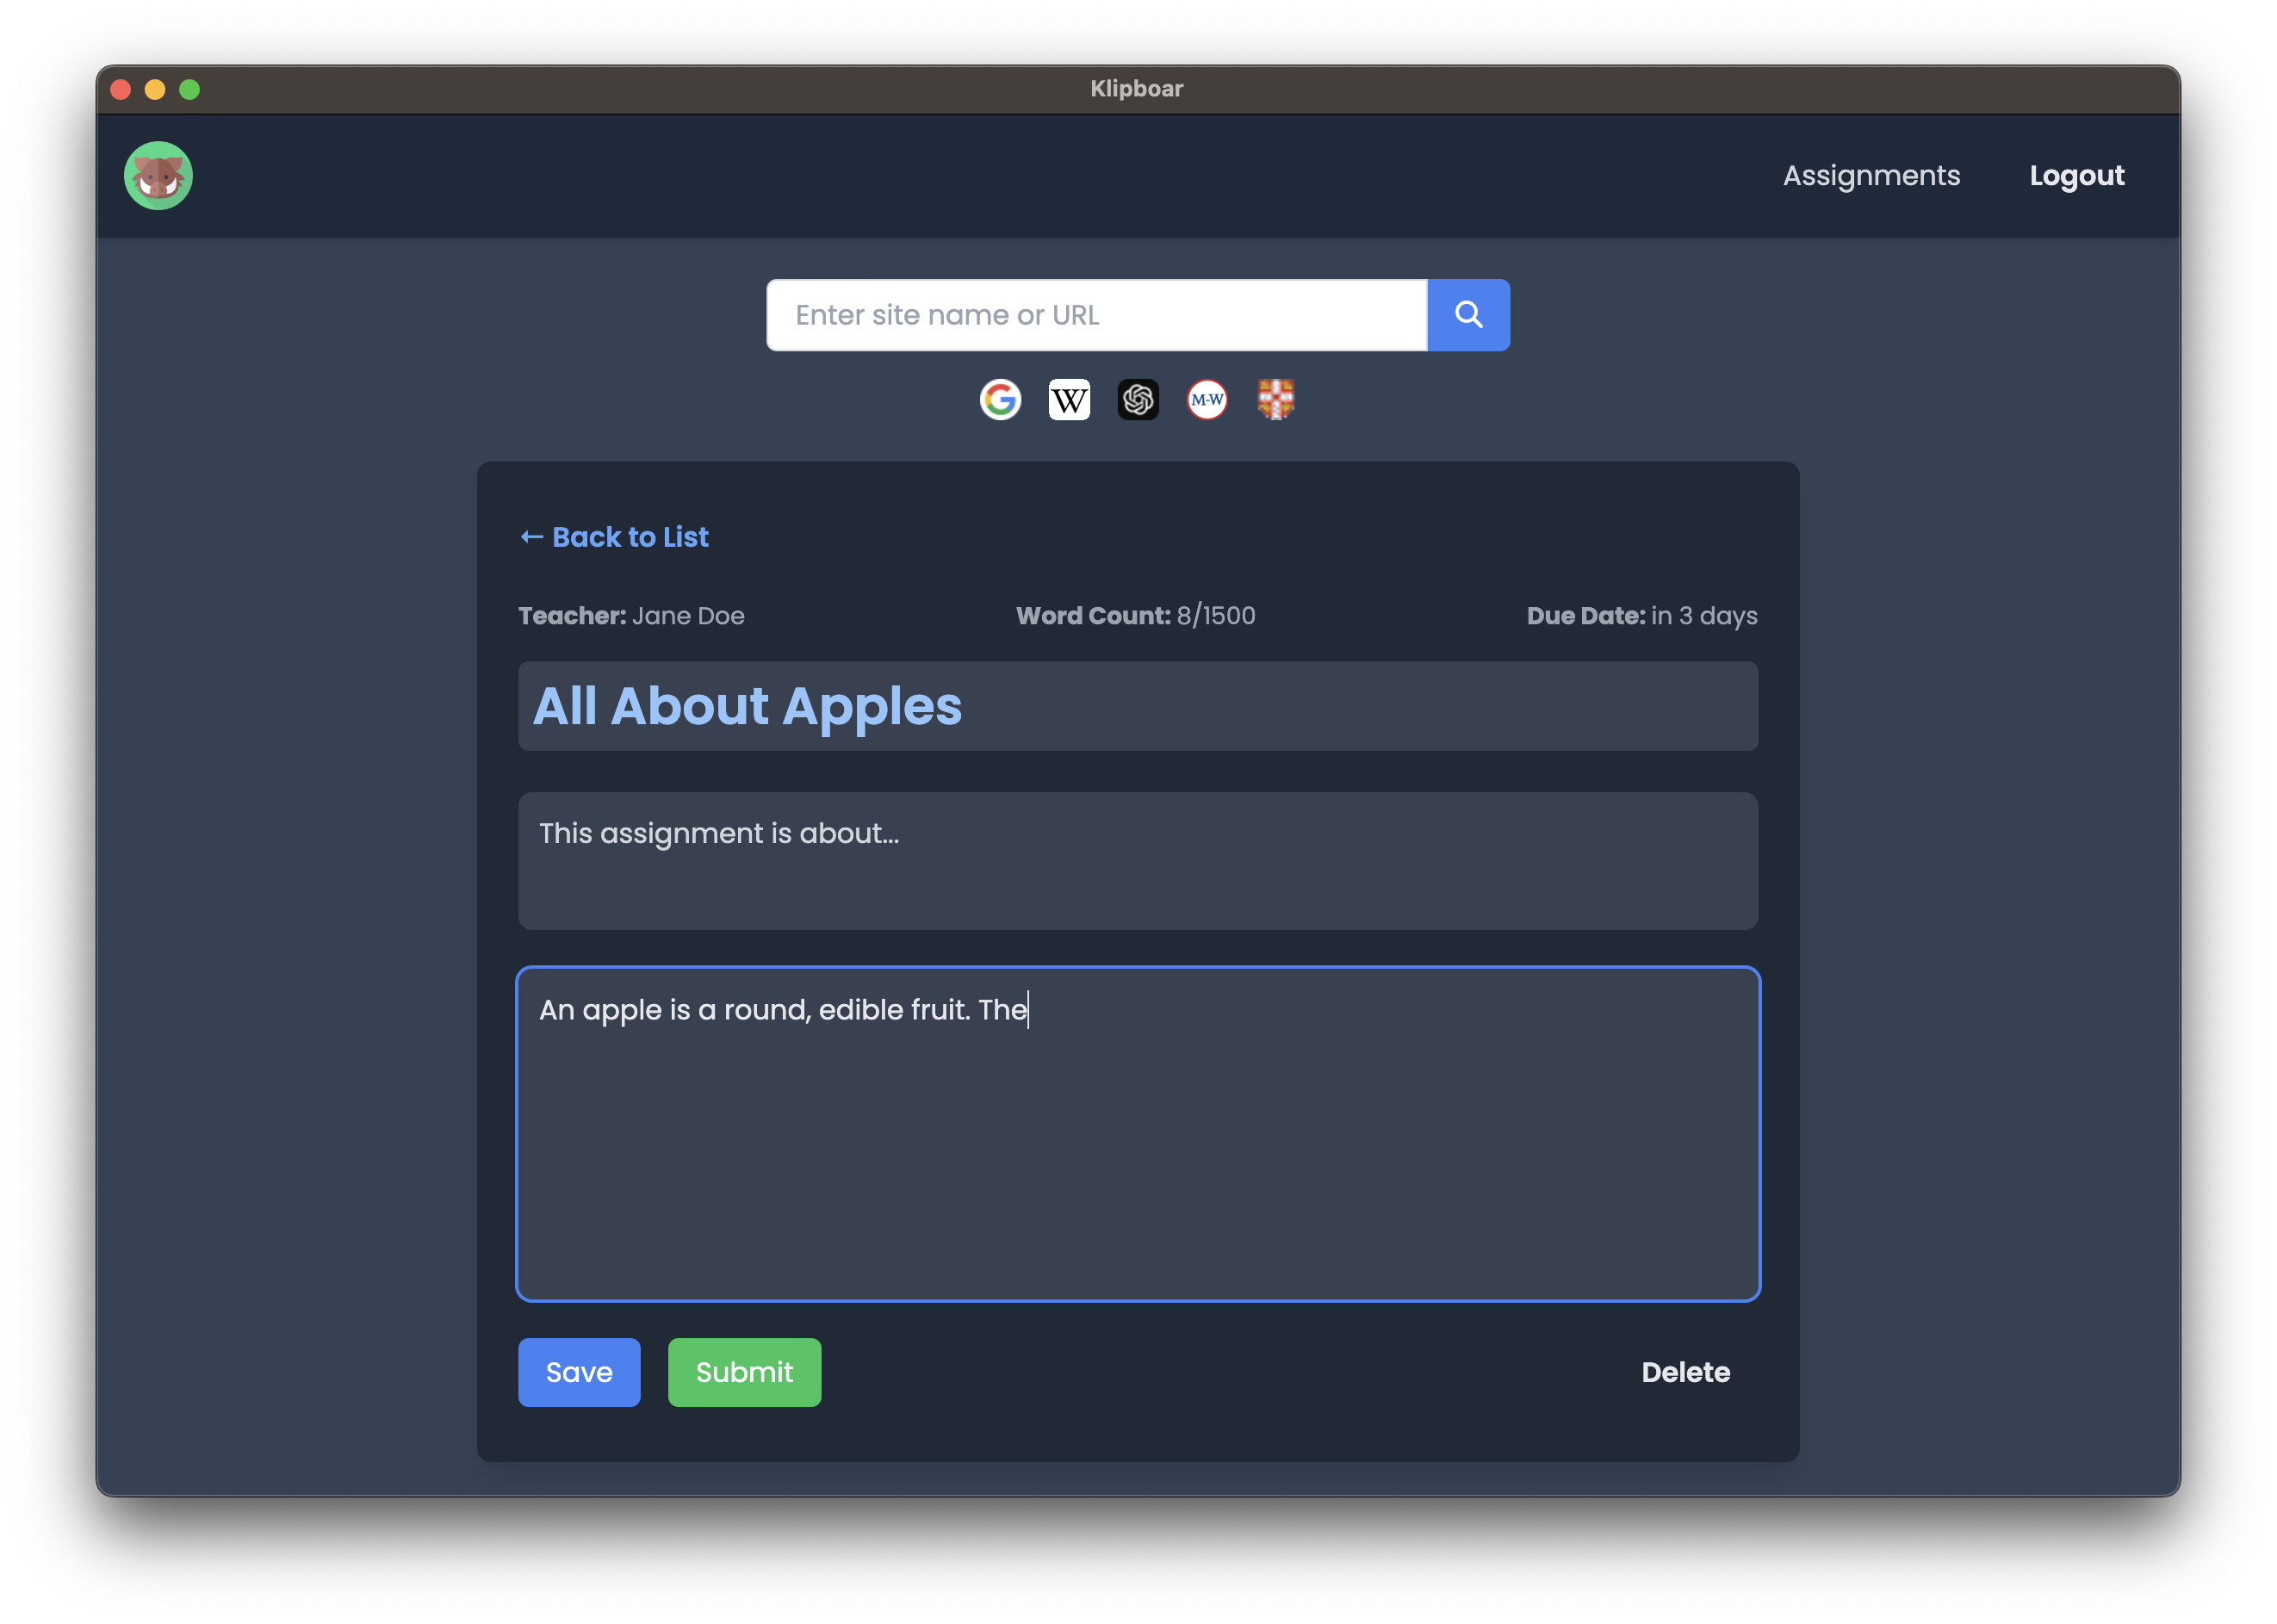 Klipboar
Assignments Logout
Enter site name or URL
W M-W
← Back to List
Teacher: Jane Doe Word Count: 8/1500 Due Date: in 3 days
All About Apples
This assignment is about...
An apple is a round, edible fruit. The
Save Submit Delete